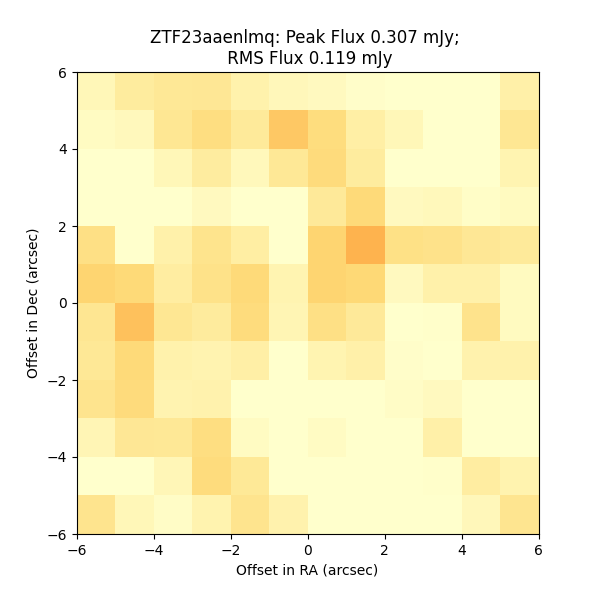 ZTF23aaenlmq: Peak Flux 0.307 mJy;
RMS Flux 0.119 mJy
6
4
2
0
−2
−4
−6
Offset in Dec (arcsec)
−6 −4 −2 0 2 4 6
Offset in RA (arcsec)